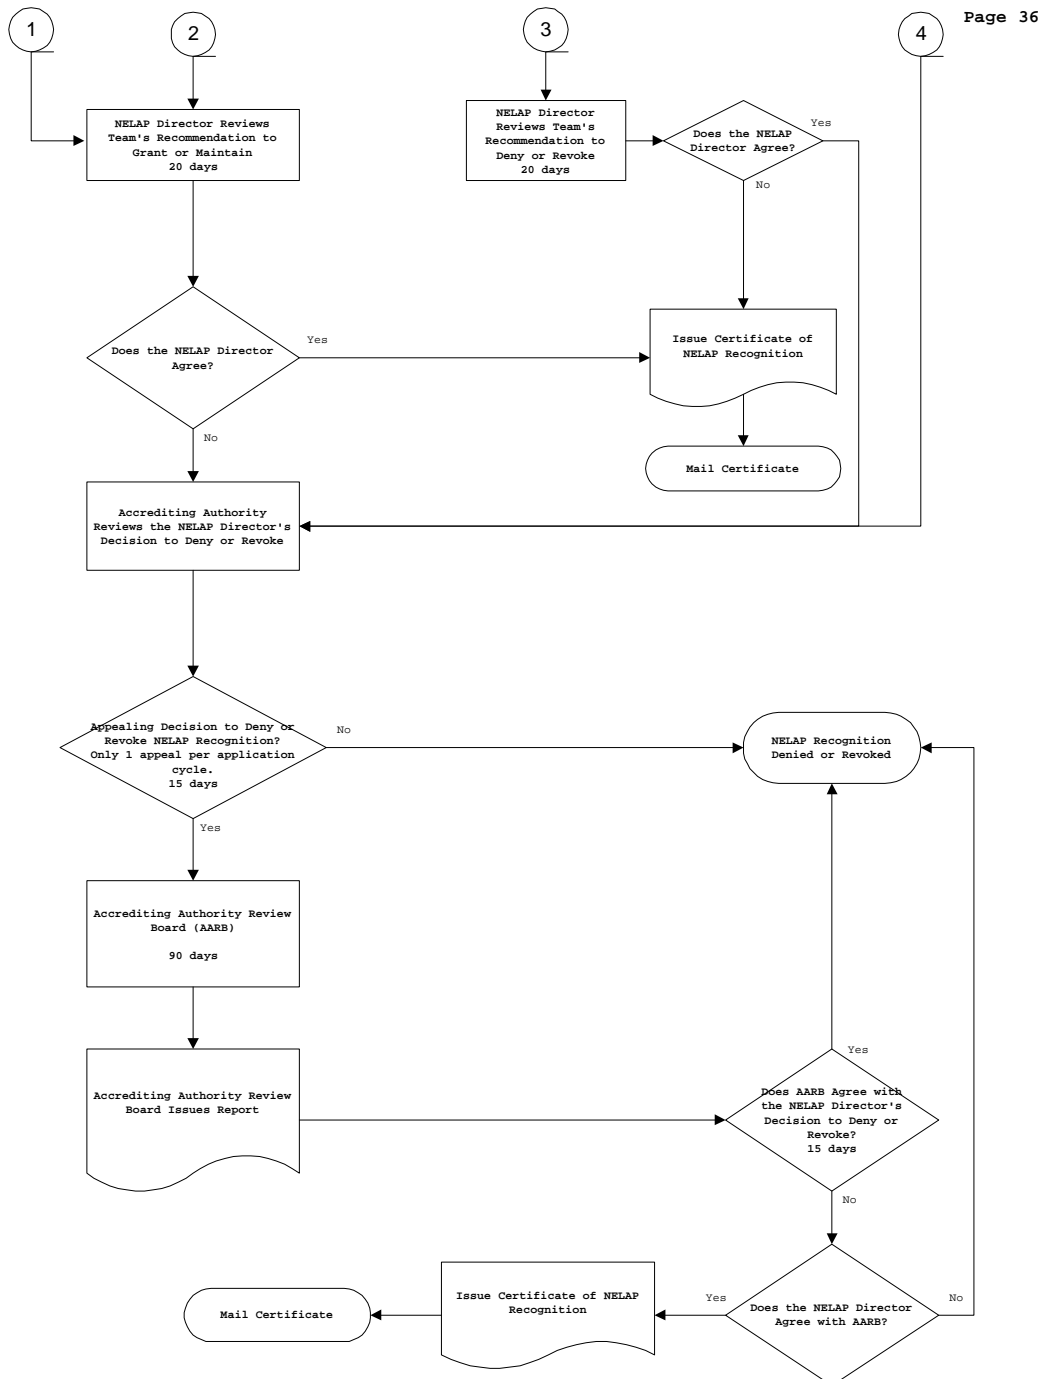 Page 36
1
2
3
4
NELAP Director Reviews
Team's Recommendation to
Grant or Maintain
20 days
NELAP Director
Reviews Team's
Recommendation to
Deny or Revoke
20 days
Does the NELAP
Director Agree?
Yes
No
Does the NELAP Director
Agree?
Yes
No
Issue Certificate of
NELAP Recognition
Mail Certificate
Accrediting Authority
Reviews the NELAP Director's
Decision to Deny or Revoke
Appealing Decision to Deny or
Revoke NELAP Recognition?
Only 1 appeal per application
cycle.
15 days
No
Yes
NELAP Recognition
Denied or Revoked
Accrediting Authority Review
Board (AARB)
90 days
Accrediting Authority Review
Board Issues Report
Does AARB Agree with
the NELAP Director's
Decision to Deny or
Revoke?
15 days
Yes
No
Does the NELAP Director
Agree with AARB?
Yes
No
Issue Certificate of NELAP
Recognition
Mail Certificate